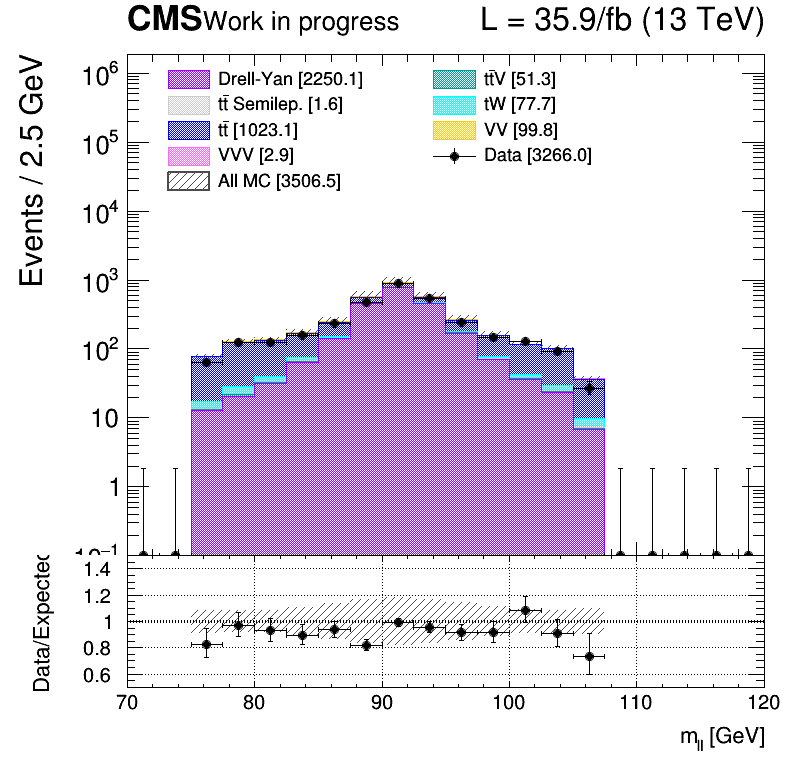 CMS Work in progress L = 35.9/fb (13 TeV)
Events / 2.5 GeV
Drell-Yan [2250.1]
tt̄ Semilep. [1.6]
tt̄ [1023.1]
VVV [2.9]
All MC [3506.5]
tt̄V [51.3]
tW [77.7]
VV [99.8]
Data [3266.0]
10⁶
10⁵
10⁴
10³
10²
10
1
10⁻¹
Data/Expected
1.4
1.2
1
0.8
0.6
70 80 90 100 110 120
m_ll [GeV]